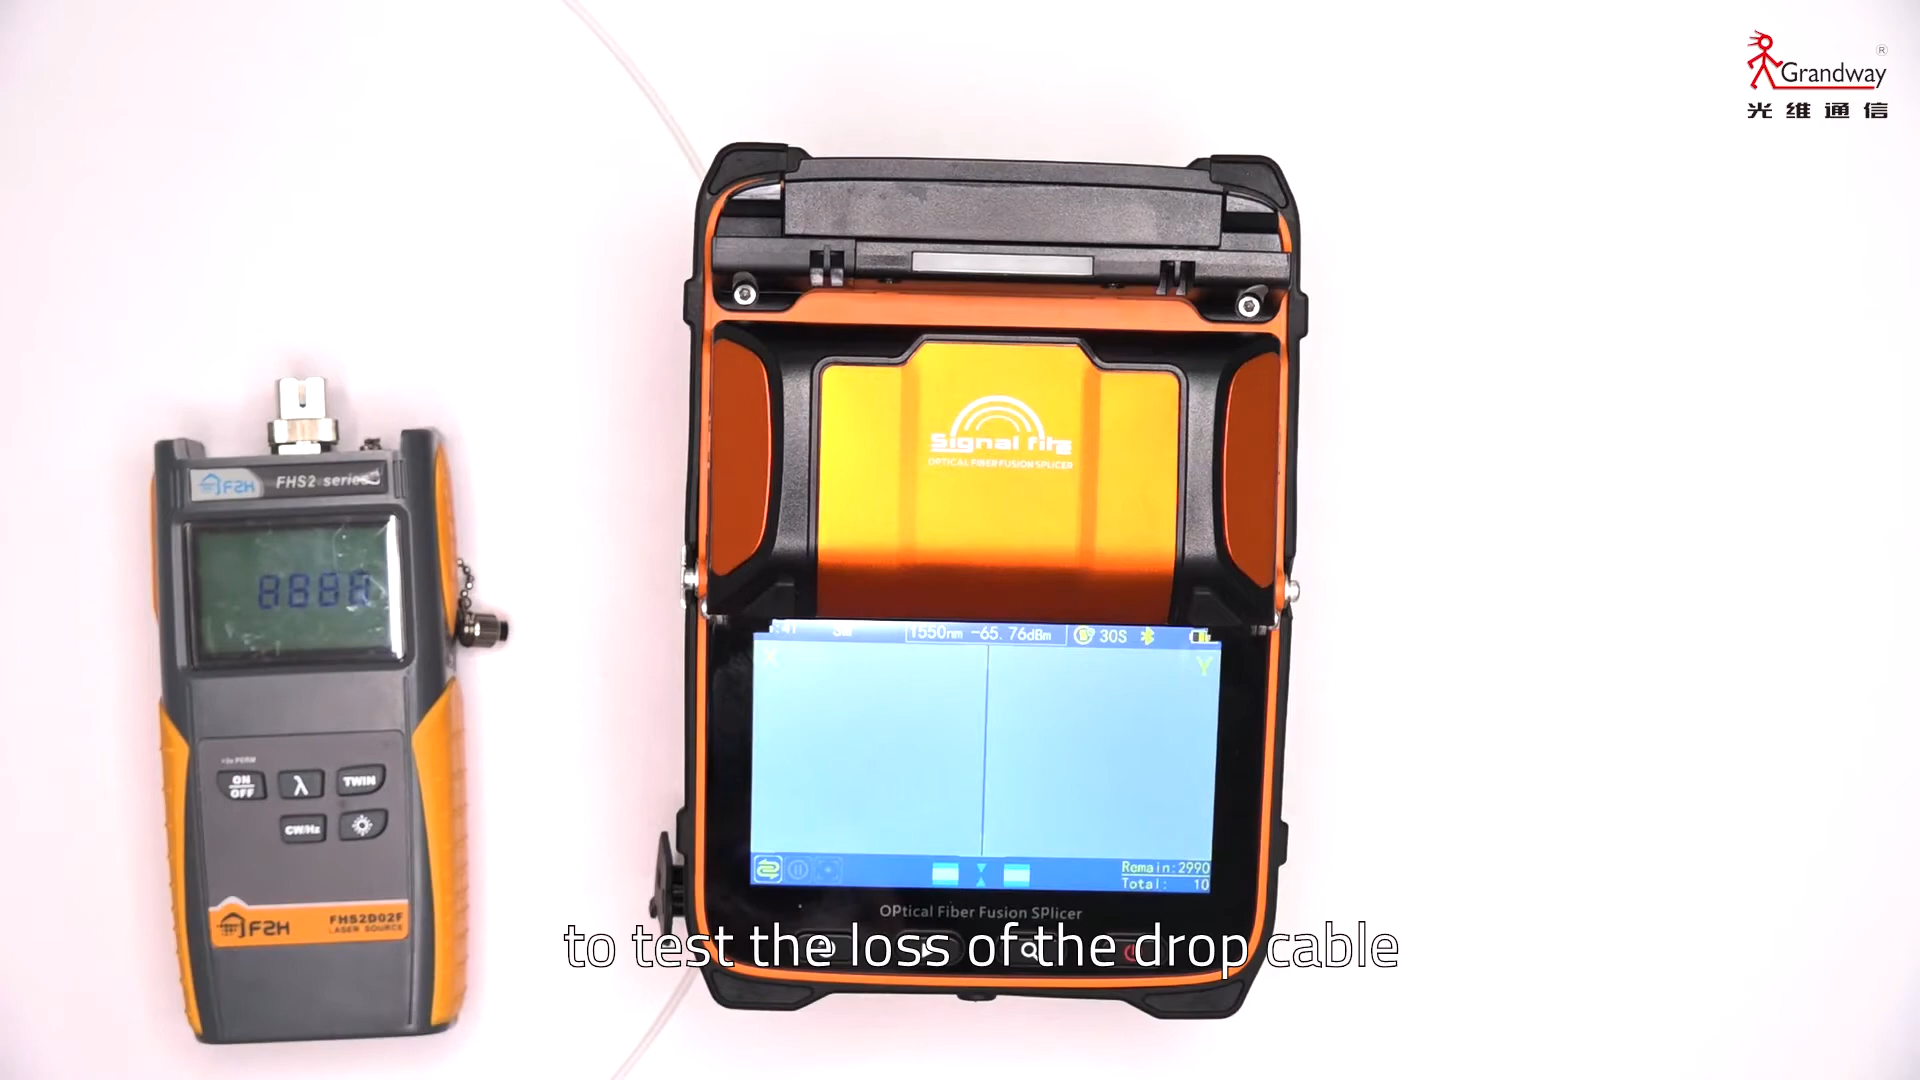 Grandway®
光维通信
Signal fire
OPTICAL FIBER FUSION SPLICER
F2H
FHS2 series
1550nm -65.76dBm
30S
X
Y
ON
OFF
λ
TWIN
CW/Hz
Remain:2990
Total: 10
F2H
FHS2D02F
LASER SOURCE
OPtical Fiber Fusion SPlicer
to test the loss of the drop cable